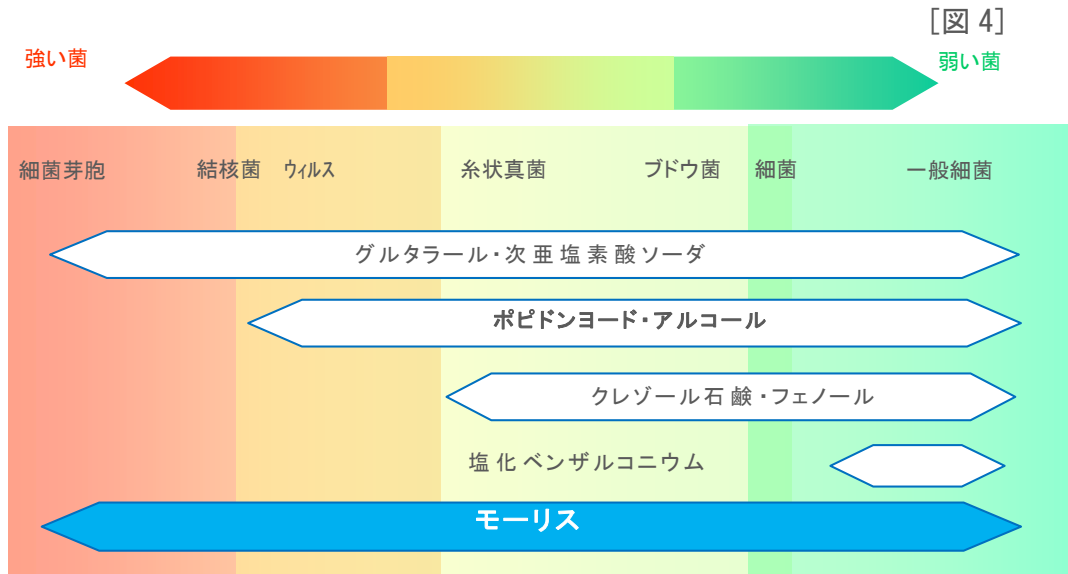 ［図 4］
強い菌
弱い菌
細菌芽胞 結核菌 ウィルス 糸状真菌 ブドウ菌 細菌 一般細菌
グルタラール・次亜塩素酸ソーダ
ポピドンヨード・アルコール
クレゾール石鹸・フェノール
塩化ベンザルコニウム
モーリス